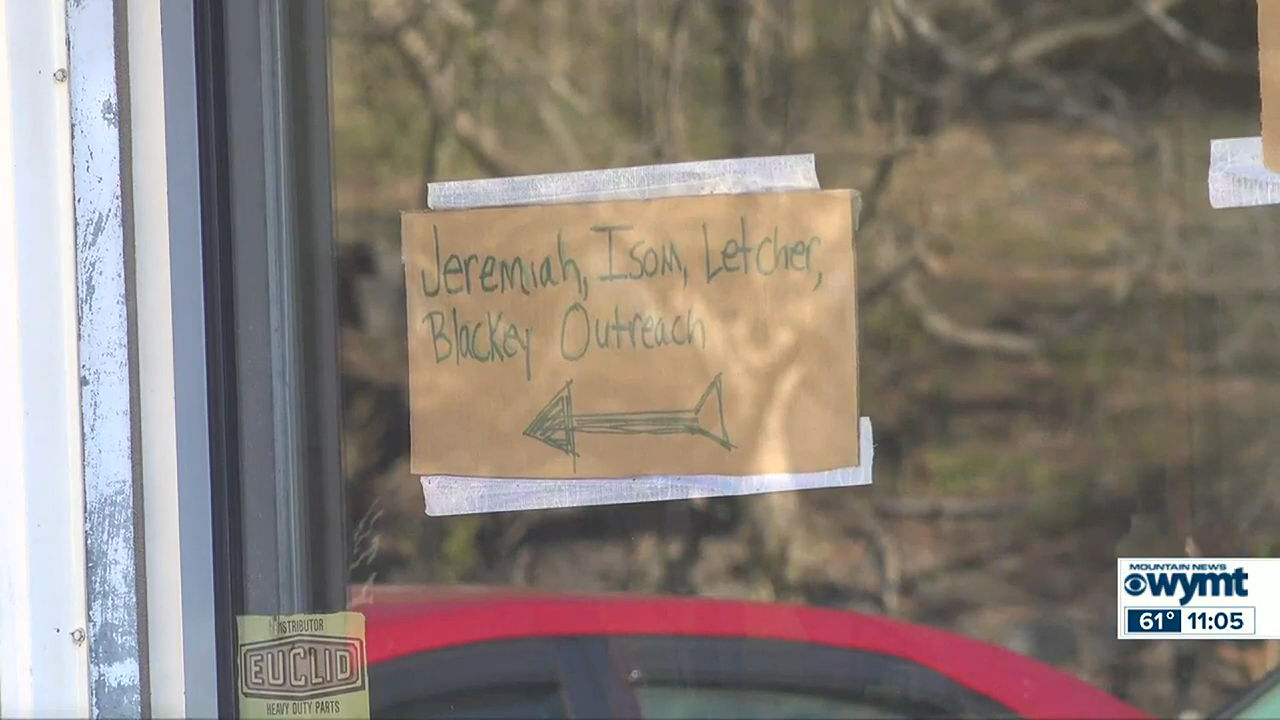 Jeremiah, Isom, Letcher,
Blackey Outreach
MOUNTAIN NEWS
wymt
61° 11:05
DISTRIBUTOR
EUCLID
HEAVY DUTY PARTS